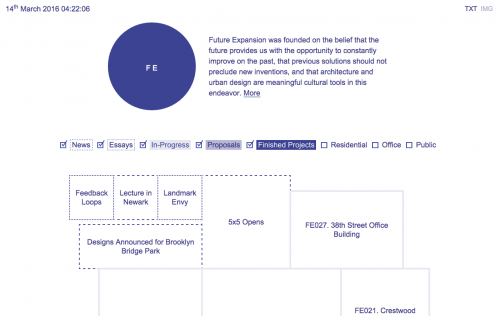 14th March 2016 04:22:06
TXT IMG
F E
Future Expansion was founded on the belief that the
future provides us with the opportunity to constantly
improve on the past, that previous solutions should not
preclude new inventions, and that architecture and
urban design are meaningful cultural tools in this
endeavor. More
News Essays In-Progress Proposals Finished Projects Residential Office Public
Feedback
Loops
Lecture in
Newark
Landmark
Envy
5x5 Opens
FE027. 38th Street Office
Building
Designs Announced for Brooklyn
Bridge Park
FE021. Crestwood